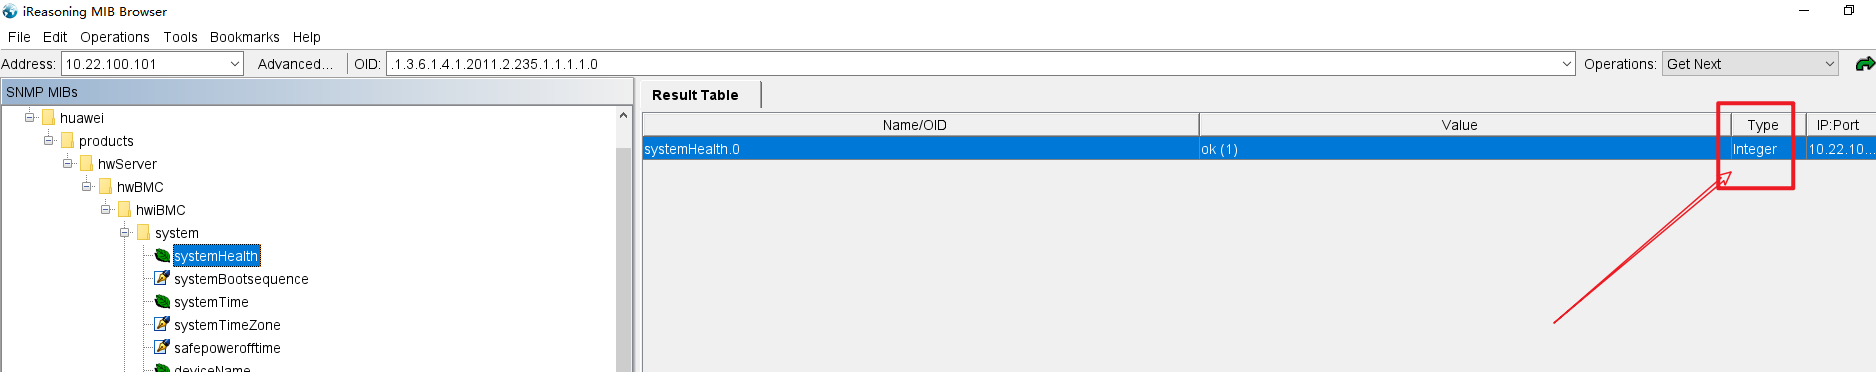 iReasoning MIB Browser
File Edit Operations Tools Bookmarks Help
Address: 10.22.100.101 Advanced... OID: .1.3.6.1.4.1.2011.2.235.1.1.1.1.0 Operations: Get Next
SNMP MIBs
huawei
products
hwServer
hwBMC
hwiBMC
system
systemHealth
systemBootsequence
systemTime
systemTimeZone
safepowerofftime
deviceName
Result Table
Name/OID Value Type IP:Port
systemHealth.0 ok (1) Integer 10.22.10...